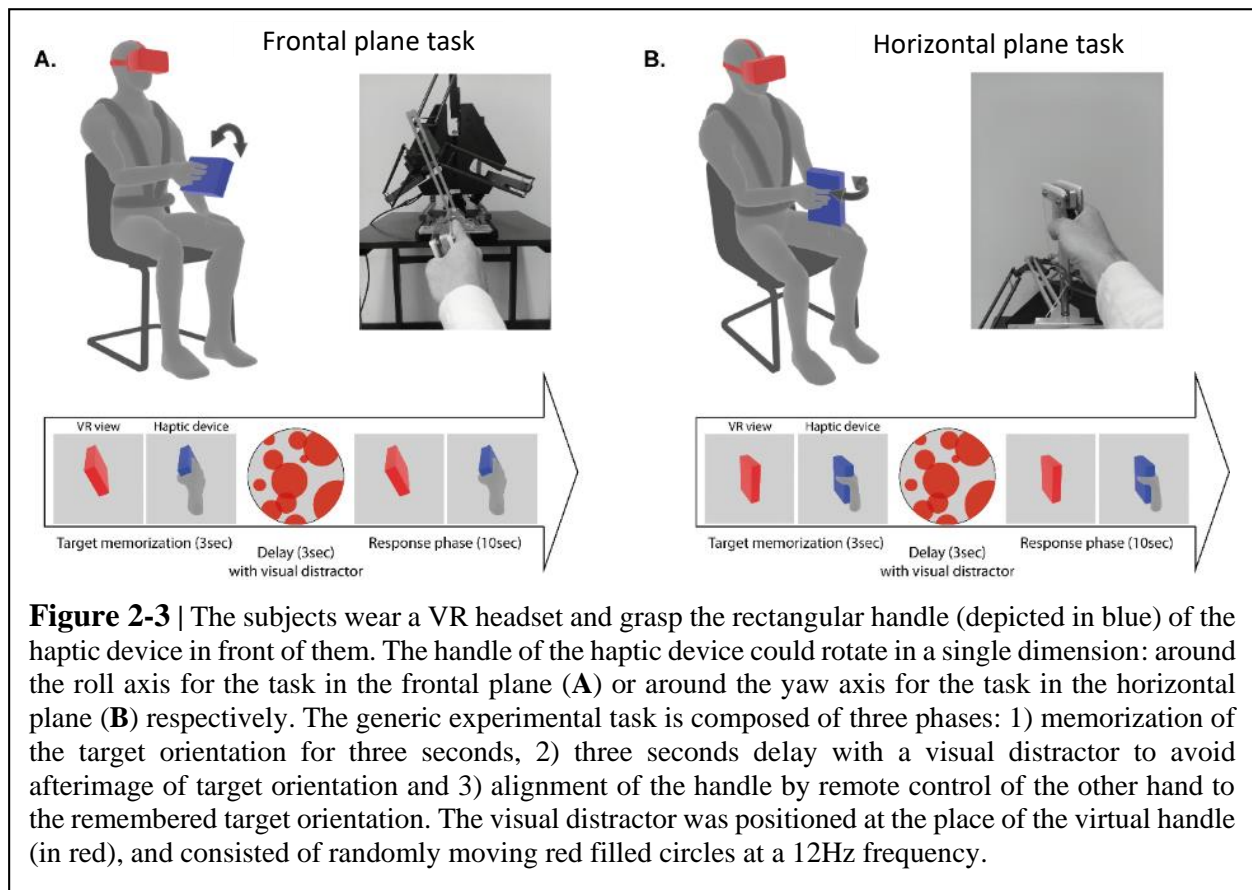 A.
Frontal plane task
B.
Horizontal plane task
VR view
Haptic device
Target memorization (3sec)
Delay (3sec)
with visual distractor
Response phase (10sec)
VR view
Haptic device
Target memorization (3sec)
Delay (3sec)
with visual distractor
Response phase (10sec)
Figure 2-3 | The subjects wear a VR headset and grasp the rectangular handle (depicted in blue) of the
haptic device in front of them. The handle of the haptic device could rotate in a single dimension: around
the roll axis for the task in the frontal plane (A) or around the yaw axis for the task in the horizontal
plane (B) respectively. The generic experimental task is composed of three phases: 1) memorization of
the target orientation for three seconds, 2) three seconds delay with a visual distractor to avoid
afterimage of target orientation and 3) alignment of the handle by remote control of the other hand to
the remembered target orientation. The visual distractor was positioned at the place of the virtual handle
(in red), and consisted of randomly moving red filled circles at a 12Hz frequency.